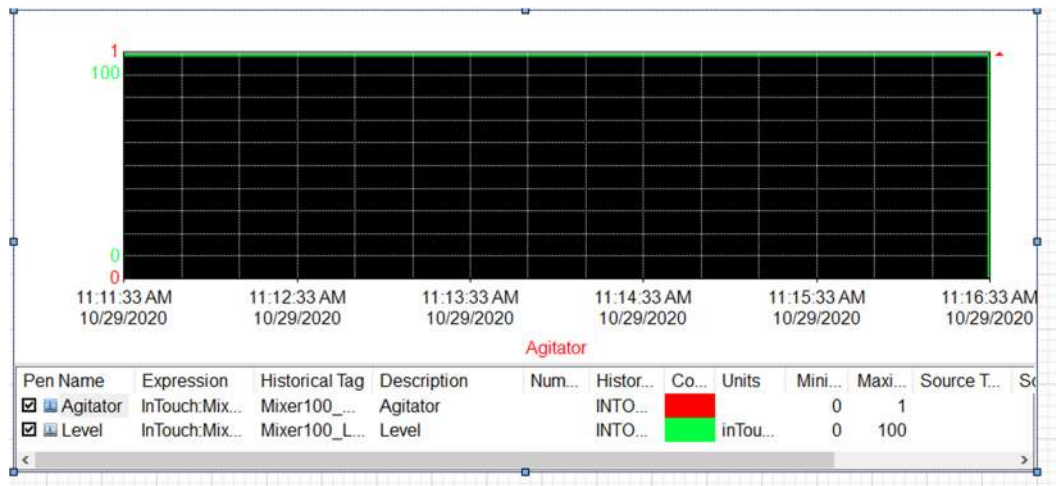 1
100
0
0
11:11:33 AM 11:12:33 AM 11:13:33 AM 11:14:33 AM 11:15:33 AM 11:16:33 AM
10/29/2020 10/29/2020 10/29/2020 10/29/2020 10/29/2020 10/29/2020
Agitator
Pen Name Expression Historical Tag Description Num... Histor... Co... Units Mini... Maxi... Source T... Sc
Agitator InTouch:Mix... Mixer100_... Agitator INTO... 0 1
Level InTouch:Mix... Mixer100_L... Level INTO... inTou... 0 100